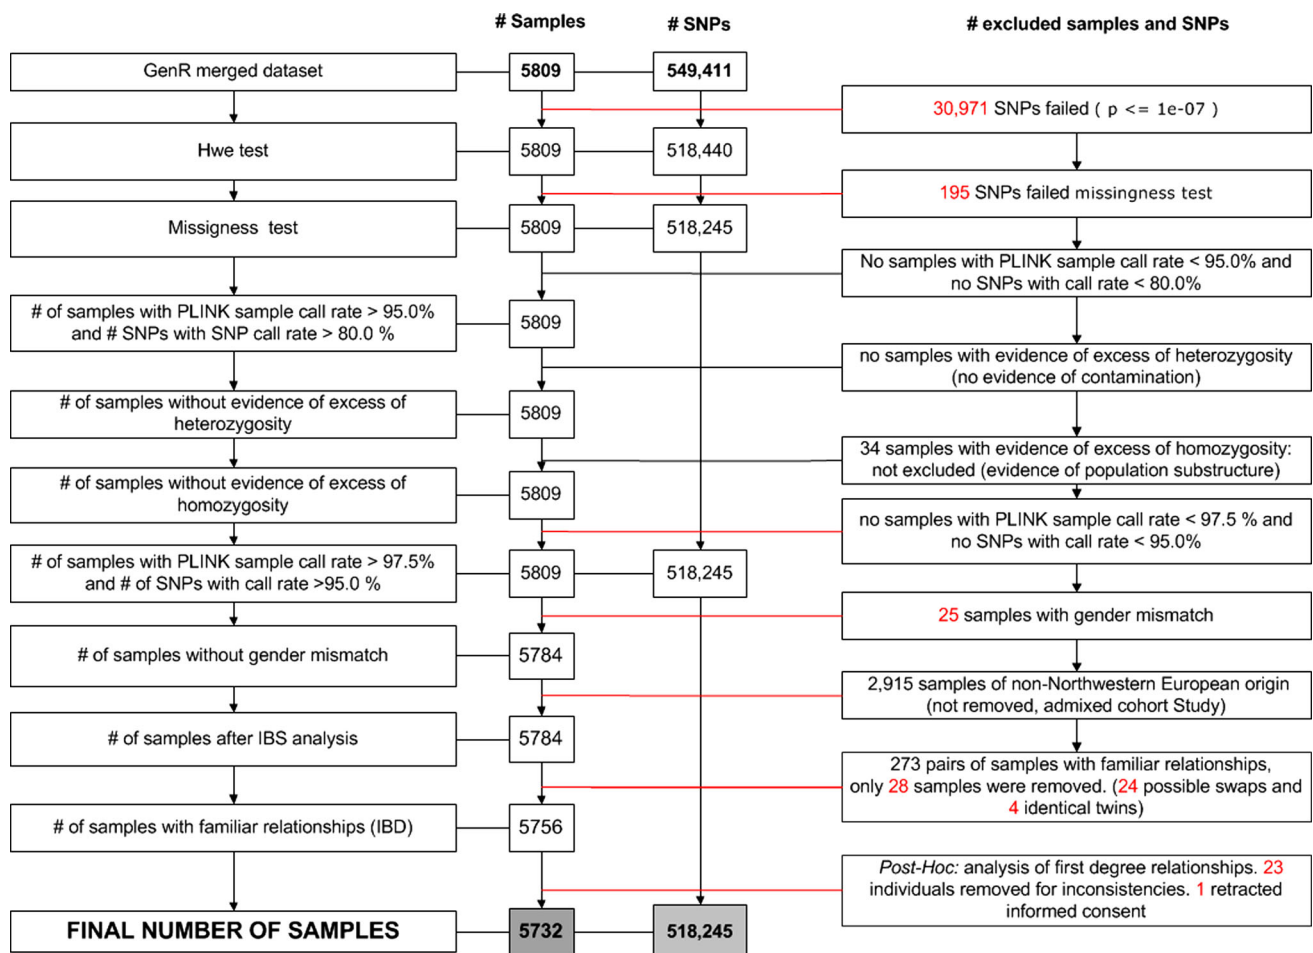 # Samples
# SNPs
# excluded samples and SNPs
GenR merged dataset
5809
549,411
30,971 SNPs failed ( p <= 1e-07 )
Hwe test
5809
518,440
195 SNPs failed missingness test
Missigness test
5809
518,245
No samples with PLINK sample call rate < 95.0% and
no SNPs with call rate < 80.0%
# of samples with PLINK sample call rate > 95.0%
and # SNPs with SNP call rate > 80.0 %
5809
no samples with evidence of excess of heterozygosity
(no evidence of contamination)
# of samples without evidence of excess of
heterozygosity
5809
34 samples with evidence of excess of homozygosity:
not excluded (evidence of population substructure)
# of samples without evidence of excess of
homozygosity
5809
no samples with PLINK sample call rate < 97.5 % and
no SNPs with call rate < 95.0%
# of samples with PLINK sample call rate > 97.5%
and # of SNPs with call rate >95.0 %
5809
518,245
25 samples with gender mismatch
# of samples without gender mismatch
5784
2,915 samples of non-Northwestern European origin
(not removed, admixed cohort Study)
# of samples after IBS analysis
5784
273 pairs of samples with familiar relationships,
only 28 samples were removed. (24 possible swaps and
4 identical twins)
# of samples with familiar relationships (IBD)
5756
Post-Hoc: analysis of first degree relationships. 23
individuals removed for inconsistencies. 1 retracted
informed consent
FINAL NUMBER OF SAMPLES
5732
518,245